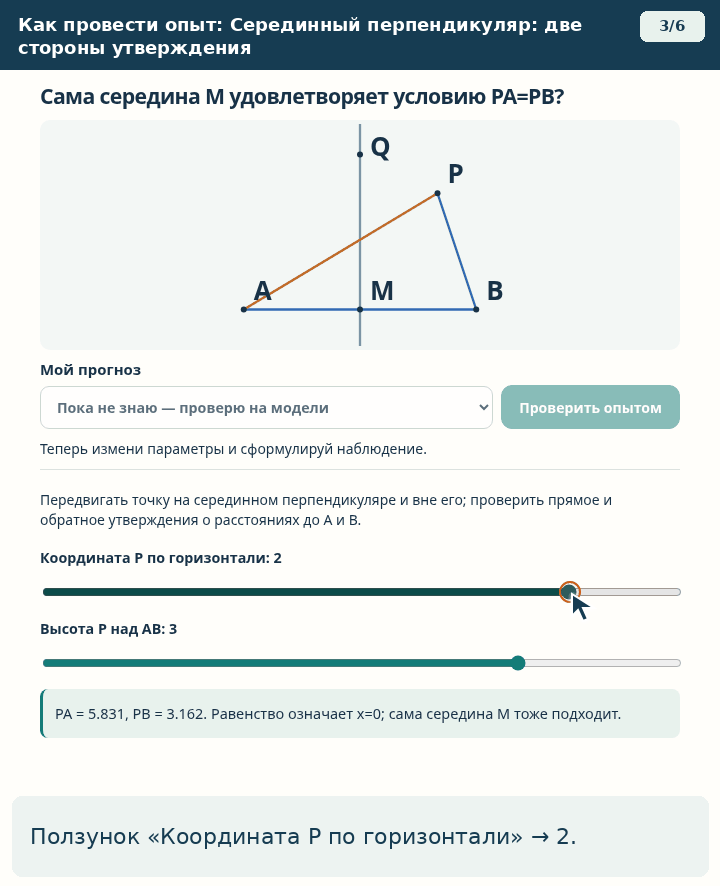 Как провести опыт: Серединный перпендикуляр: две
стороны утверждения
3/6
Сама середина M удовлетворяет условию PA=PB?
Q
P
A
M
B
Мой прогноз
Пока не знаю — проверю на модели
Проверить опытом
Теперь измени параметры и сформулируй наблюдение.
Передвигать точку на серединном перпендикуляре и вне его; проверить прямое и
обратное утверждения о расстояниях до A и B.
Координата P по горизонтали: 2
Высота P над AB: 3
PA = 5.831, PB = 3.162. Равенство означает x=0; сама середина M тоже подходит.
Ползунок «Координата P по горизонтали» → 2.